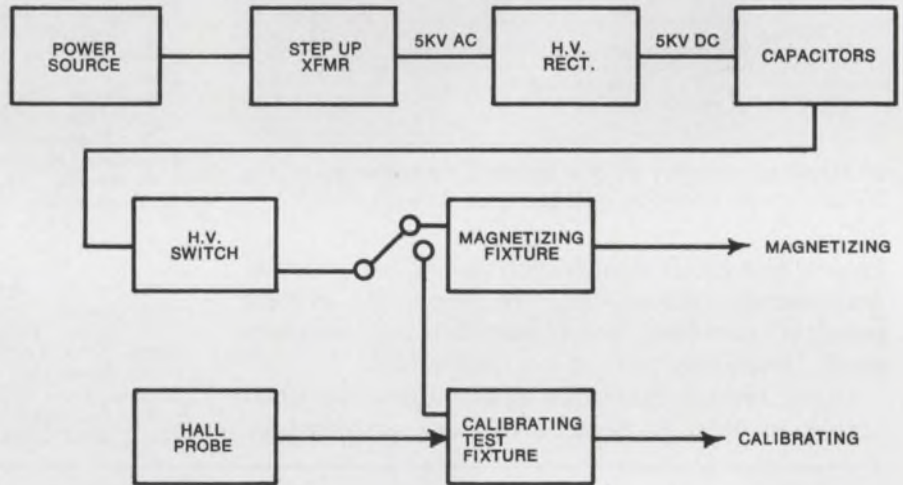 POWER
SOURCE
STEP UP
XFMR
5KV AC
H.V.
RECT.
5KV DC
CAPACITORS
H.V.
SWITCH
MAGNETIZING
FIXTURE
MAGNETIZING
HALL
PROBE
CALIBRATING
TEST
FIXTURE
CALIBRATING